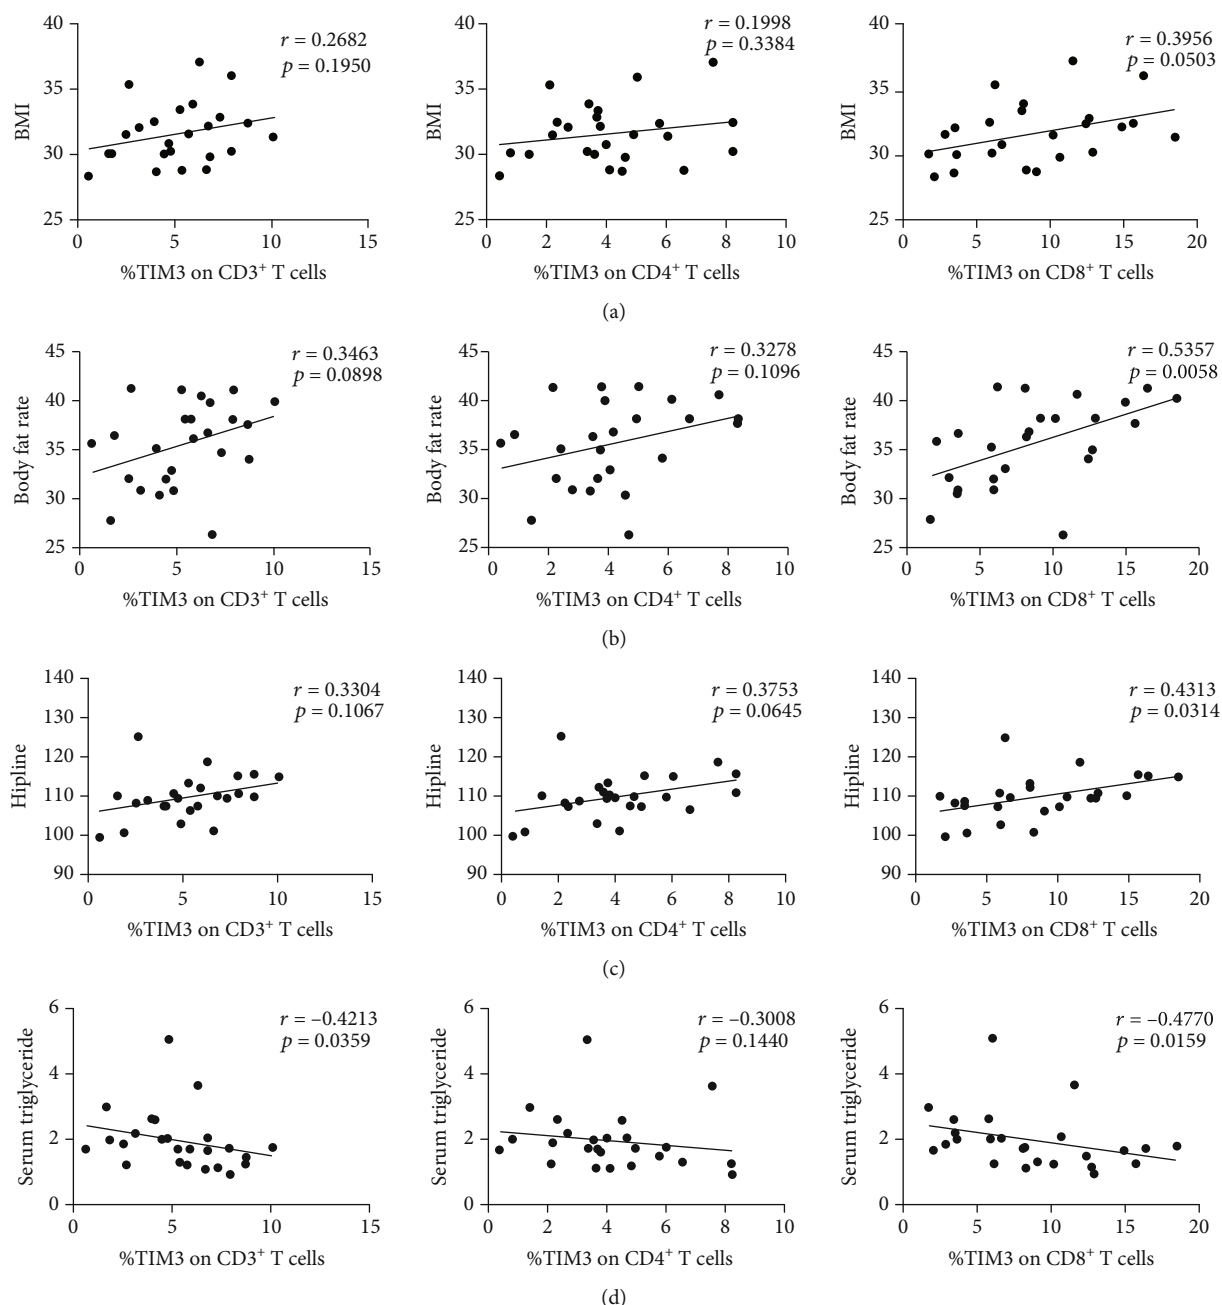 40
35
30
25
BMI
r = 0.2682
p = 0.1950
0 5 10 15
%TIM3 on CD3+ T cells
40
35
30
25
BMI
r = 0.1998
p = 0.3384
0 2 4 6 8 10
%TIM3 on CD4+ T cells
40
35
30
25
BMI
r = 0.3956
p = 0.0503
0 5 10 15 20
%TIM3 on CD8+ T cells
(a)
45
40
35
30
25
Body fat rate
r = 0.3463
p = 0.0898
0 5 10 15
%TIM3 on CD3+ T cells
45
40
35
30
25
Body fat rate
r = 0.3278
p = 0.1096
0 2 4 6 8 10
%TIM3 on CD4+ T cells
45
40
35
30
25
Body fat rate
r = 0.5357
p = 0.0058
0 5 10 15 20
%TIM3 on CD8+ T cells
(b)
140
130
120
110
100
90
Hipline
r = 0.3304
p = 0.1067
0 5 10 15
%TIM3 on CD3+ T cells
140
130
120
110
100
90
Hipline
r = 0.3753
p = 0.0645
0 2 4 6 8 10
%TIM3 on CD4+ T cells
140
130
120
110
100
90
Hipline
r = 0.4313
p = 0.0314
0 5 10 15 20
%TIM3 on CD8+ T cells
(c)
6
4
2
0
Serum triglyceride
r = –0.4213
p = 0.0359
0 5 10 15
%TIM3 on CD3+ T cells
6
4
2
0
Serum triglyceride
r = –0.3008
p = 0.1440
0 2 4 6 8 10
%TIM3 on CD4+ T cells
6
4
2
0
Serum triglyceride
r = –0.4770
p = 0.0159
0 5 10 15 20
%TIM3 on CD8+ T cells
(d)